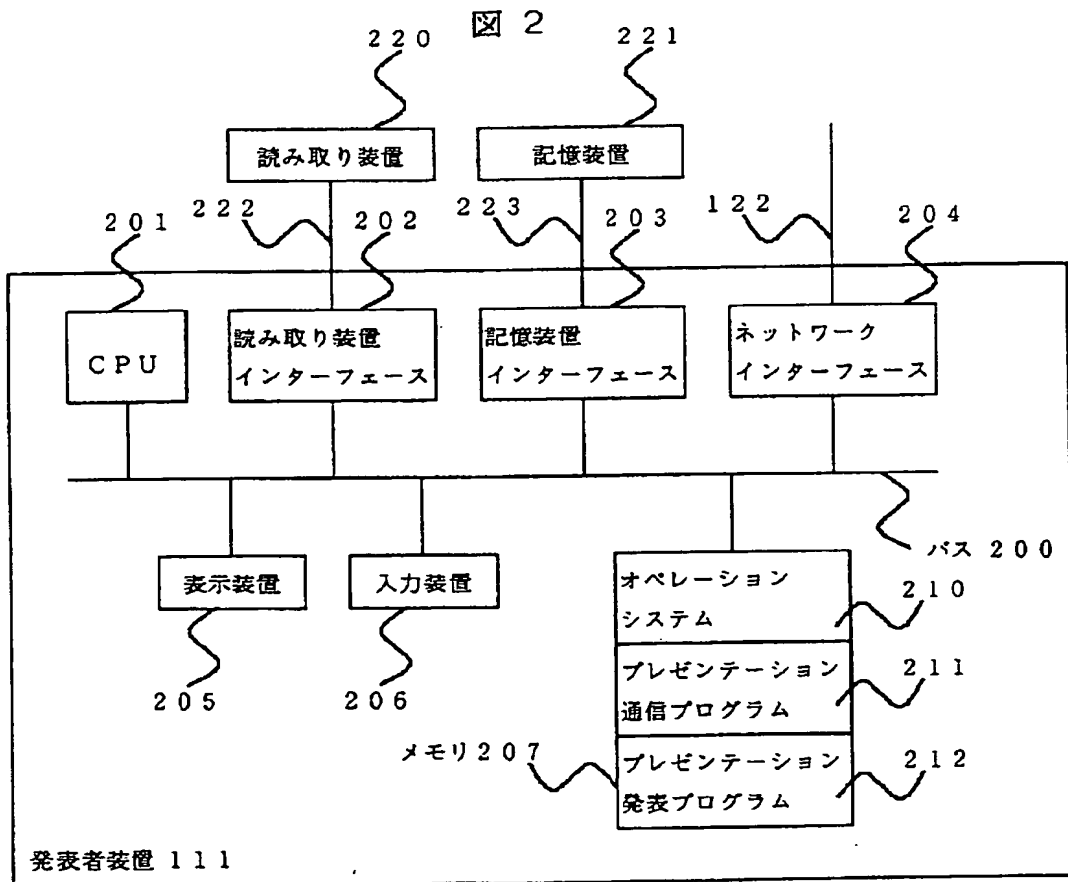 図 2
220
221
読み取り装置
記憶装置
201
222
202
223
203
122
204
CPU
読み取り装置
インターフェース
記憶装置
インターフェース
ネットワーク
インターフェース
バス 200
表示装置
入力装置
205
206
オペレーション
システム
210
プレゼンテーション
通信プログラム
211
メモリ207
プレゼンテーション
発表プログラム
212
発表者装置 111